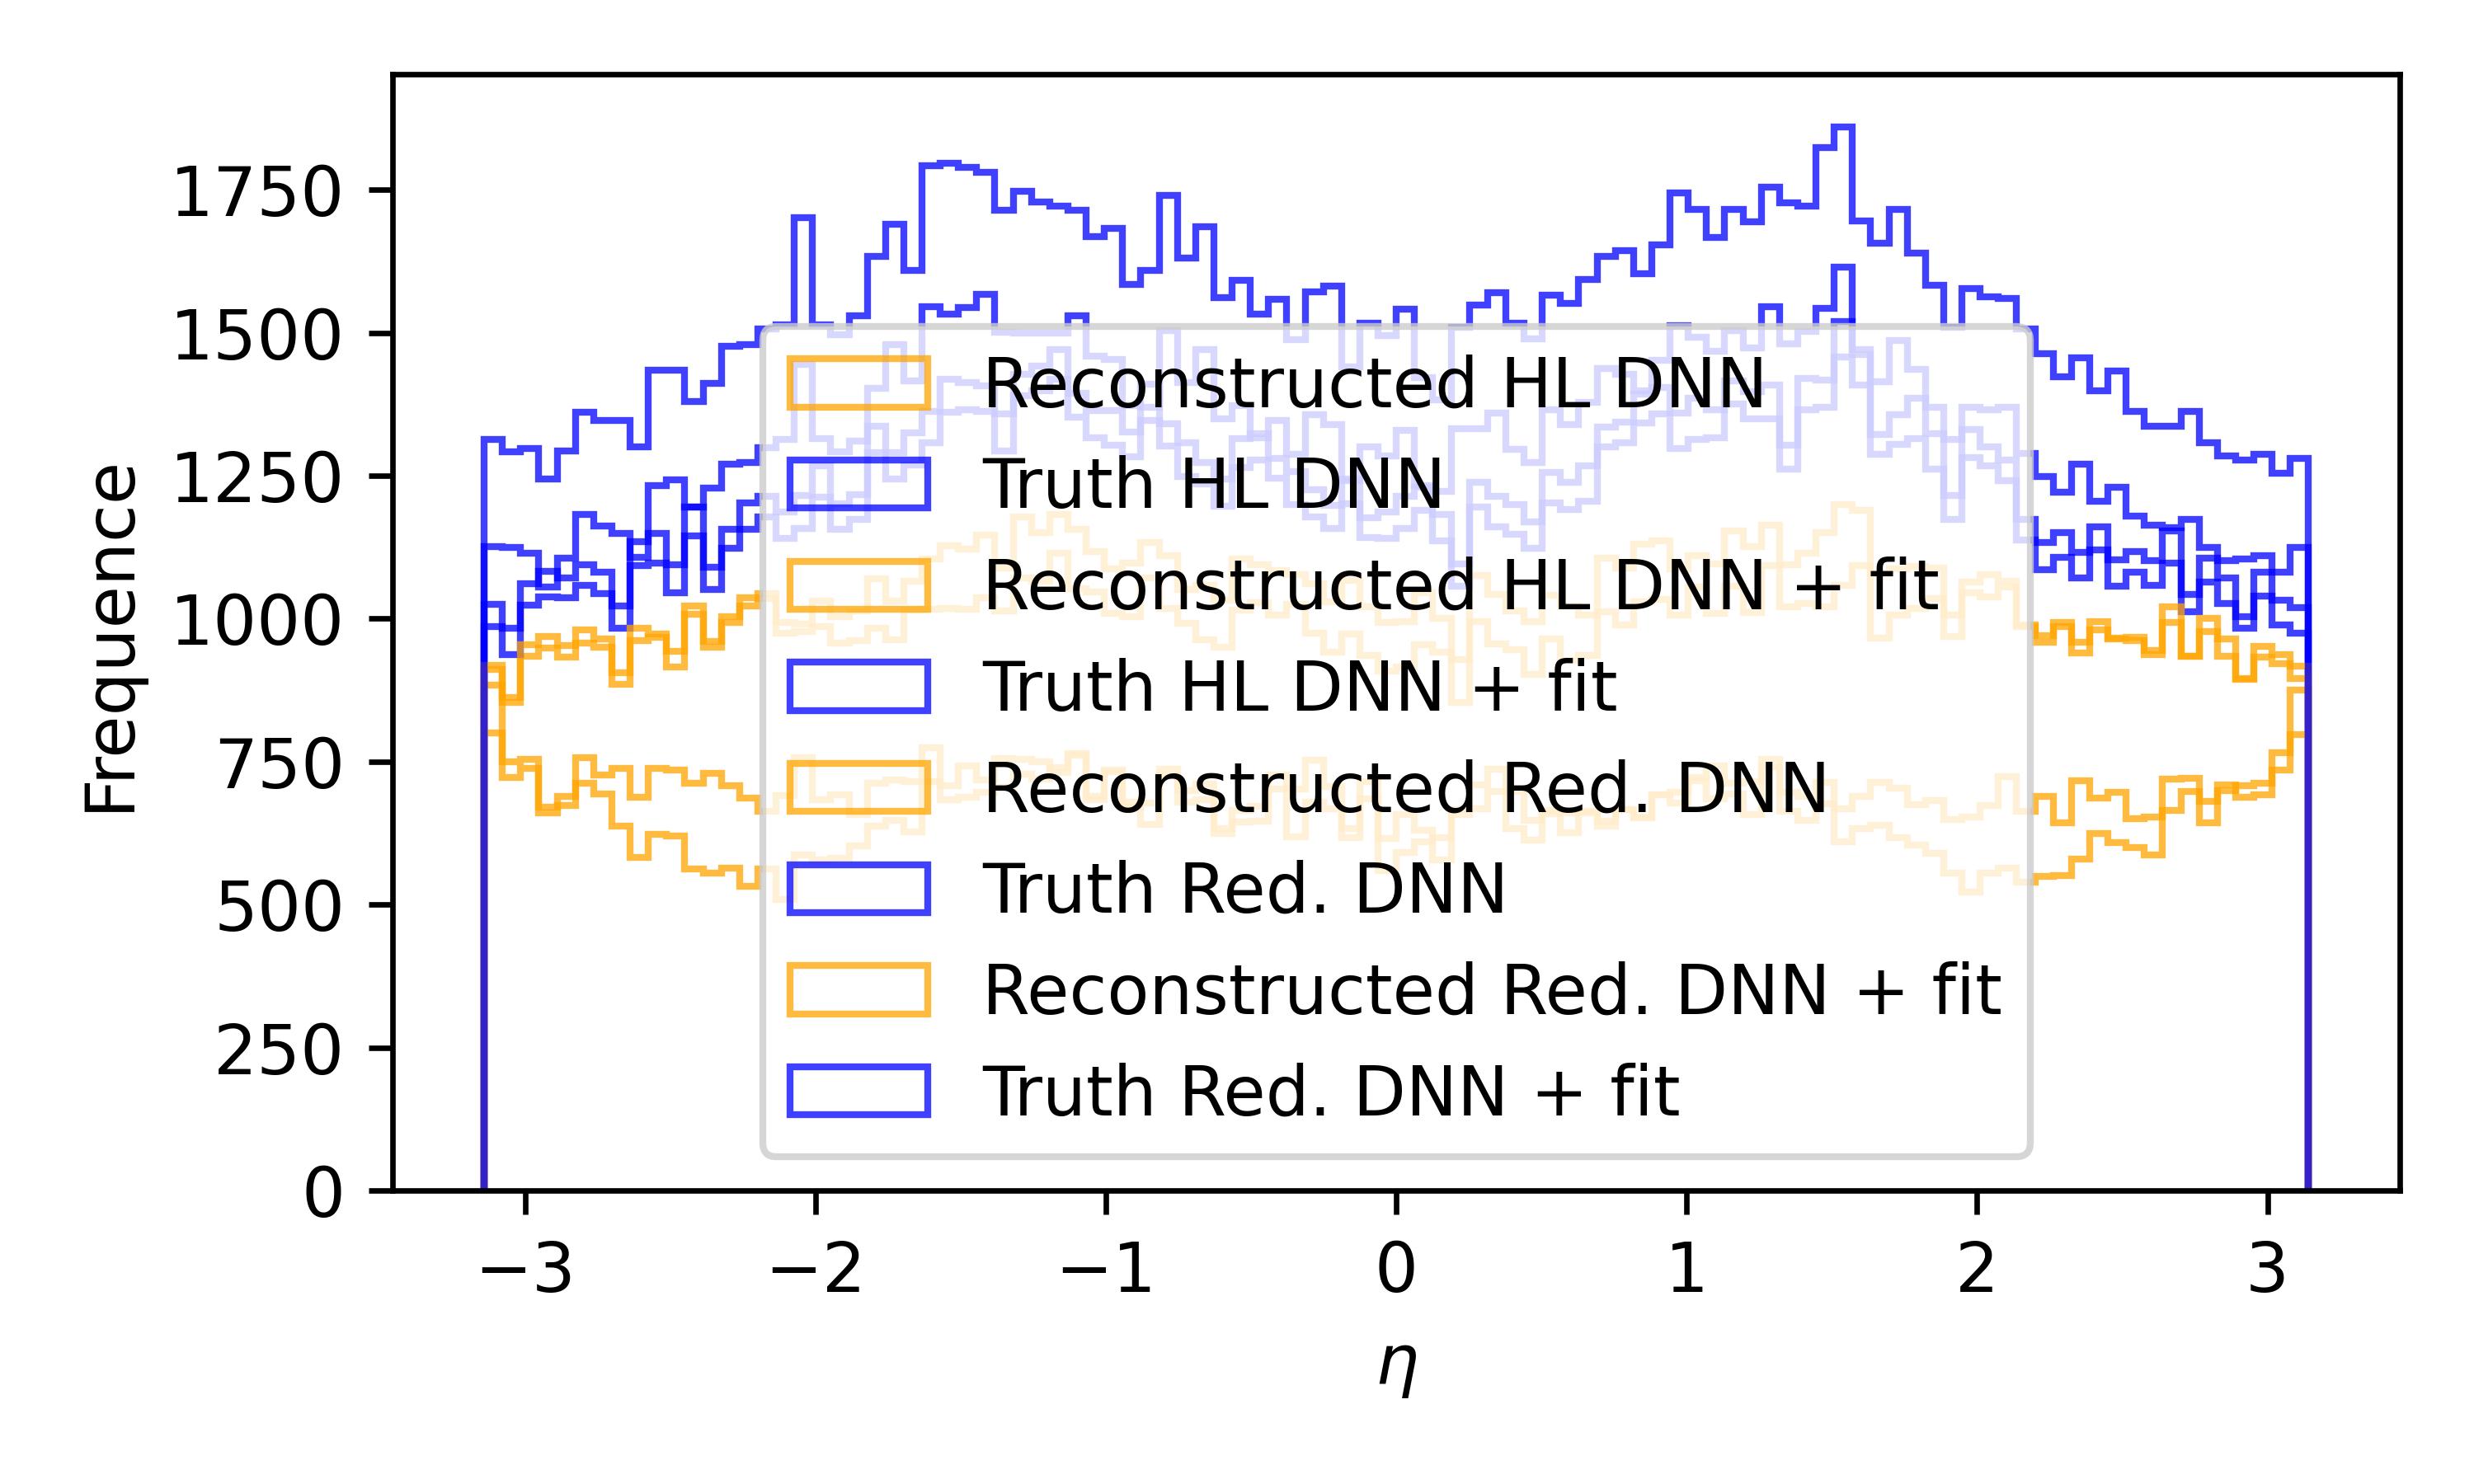 Frequence
1750
1500
1250
1000
750
500
250
0
Reconstructed HL DNN
Truth HL DNN
Reconstructed HL DNN + fit
Truth HL DNN + fit
Reconstructed Red. DNN
Truth Red. DNN
Reconstructed Red. DNN + fit
Truth Red. DNN + fit
−3 −2 −1 0 1 2 3
η